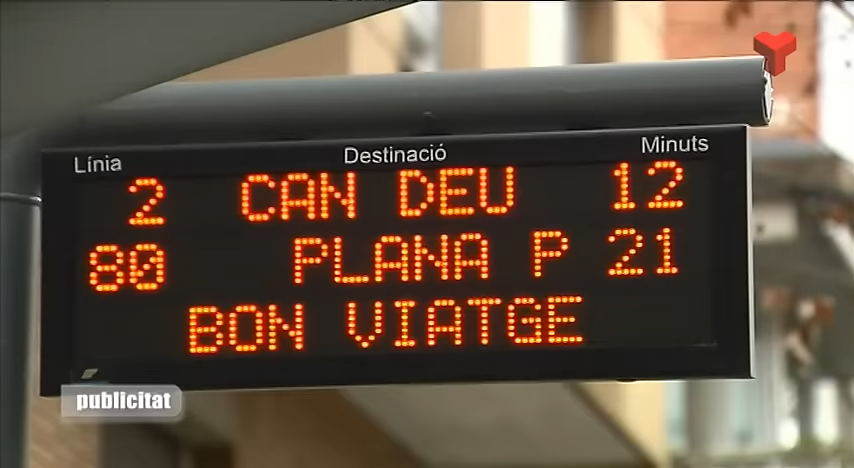 Línia Destinació Minuts
2 CAN DEU 12
80 PLANA P 21
BON VIATGE
publicitat